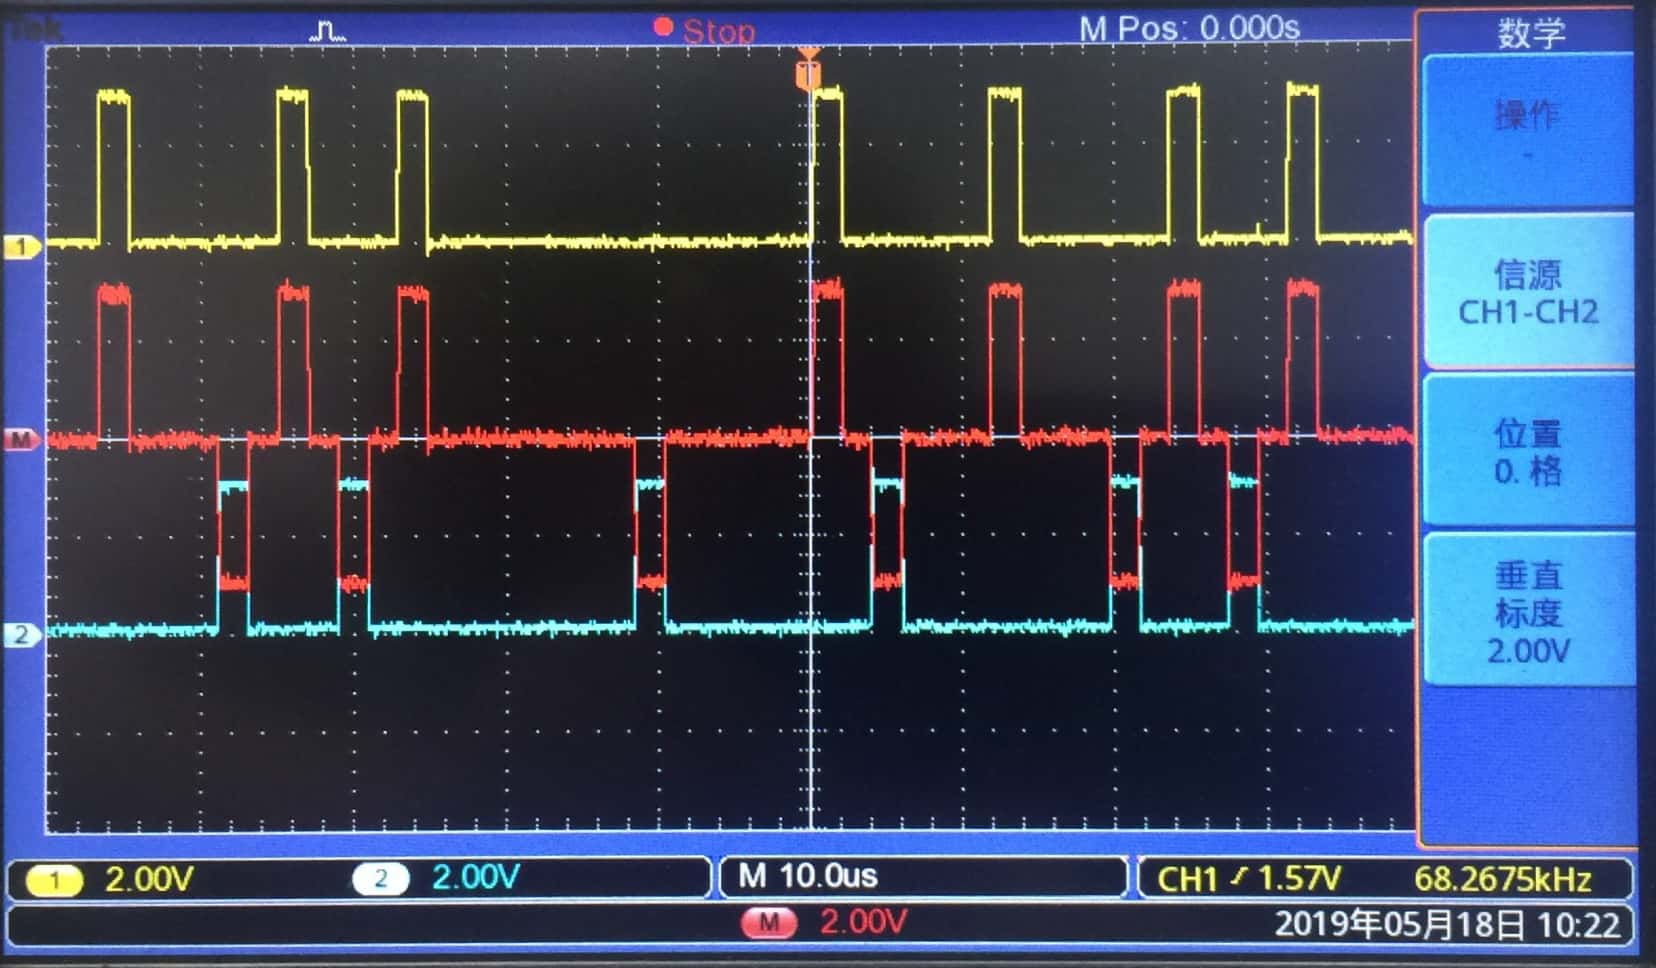 Tek
Stop
M Pos: 0.000s
数学
T
操作
-
信源
CH1-CH2
位置
0. 格
垂直
标度
2.00V
1
M
2
1 2.00V
2 2.00V
M 10.0us
CH1 1.57V
68.2675kHz
M 2.00V
2019年05月18日 10:22